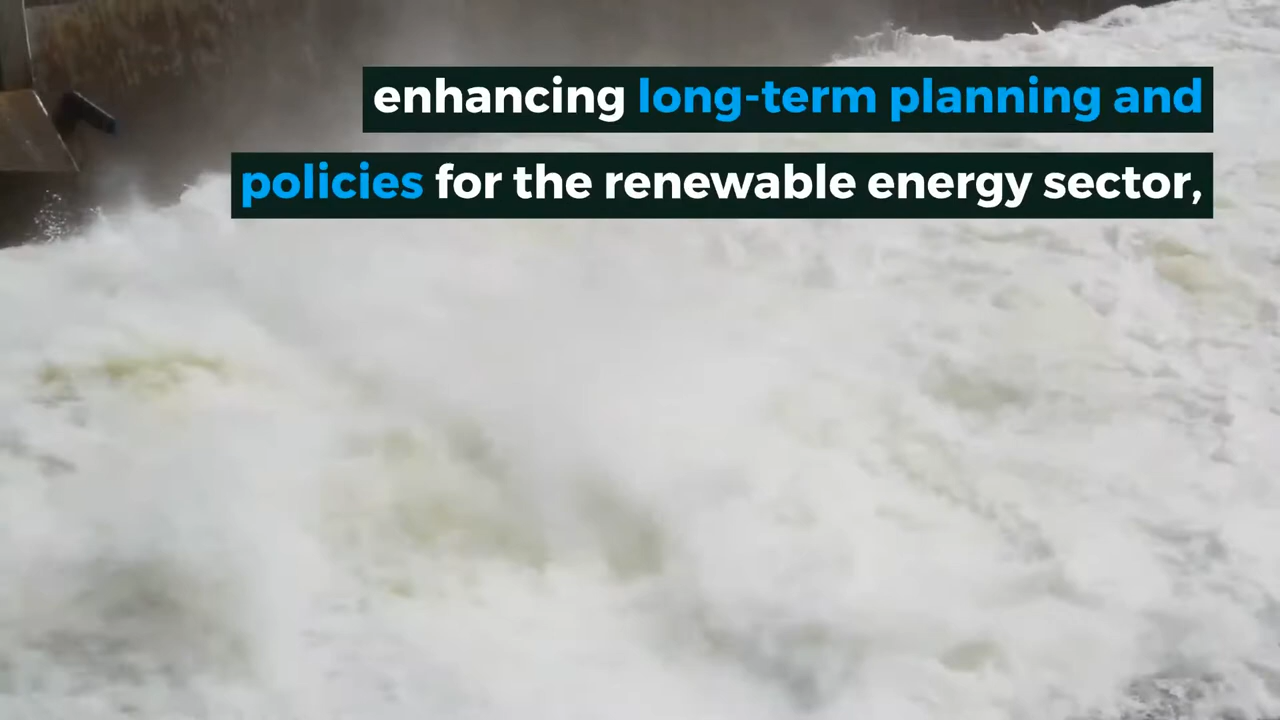 enhancing long-term planning and
policies for the renewable energy sector,